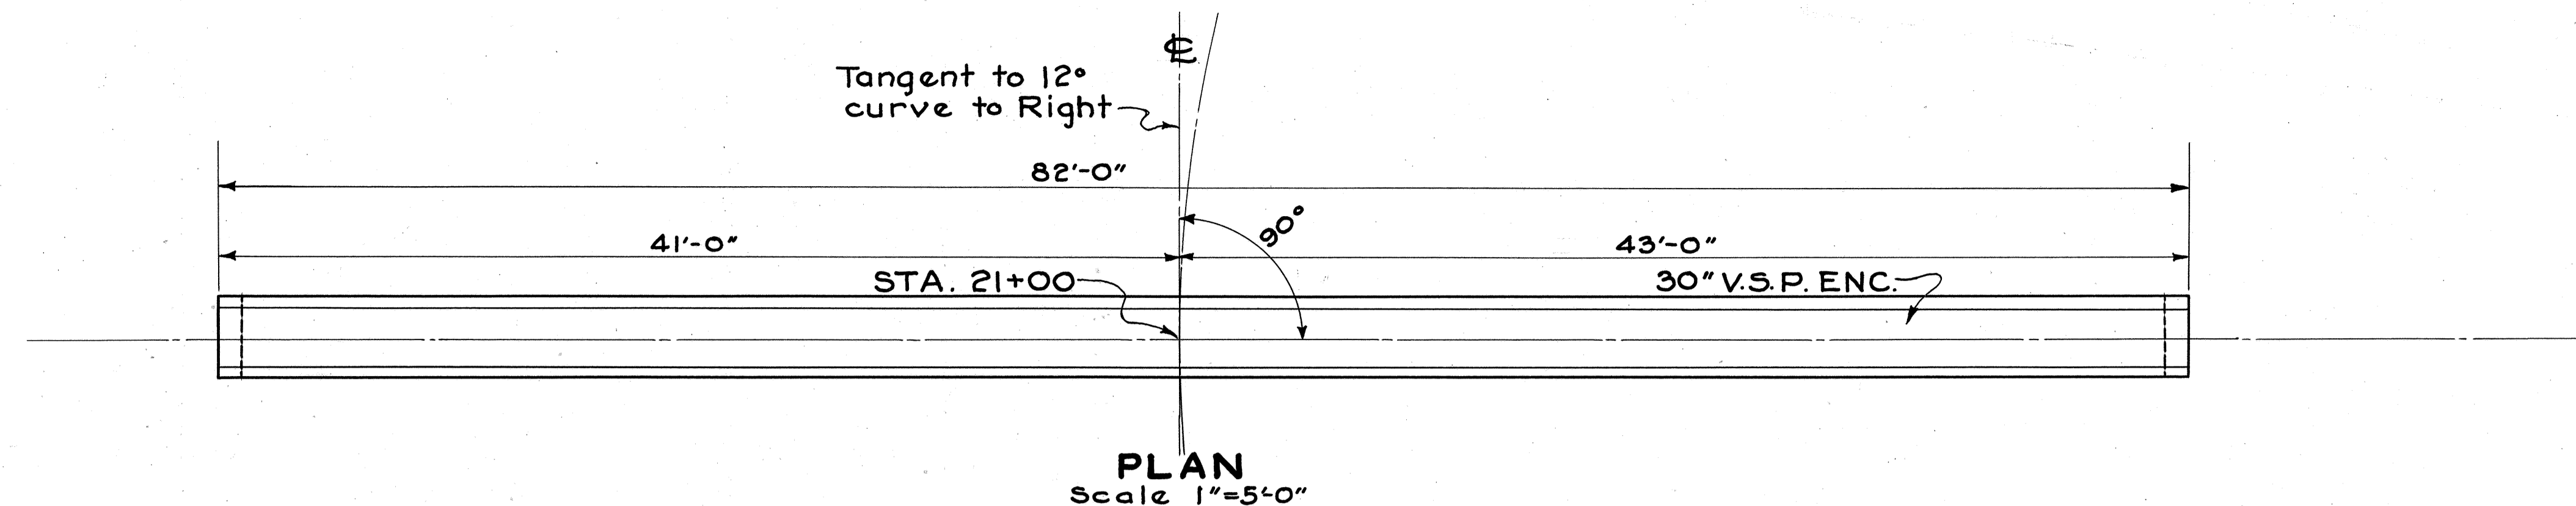 ℄
Tangent to 12°
curve to Right
82'-0"
90°
41'-0"
43'-0"
STA. 21+00
30" V.S.P. ENC.
PLAN
Scale 1"=5'-0"